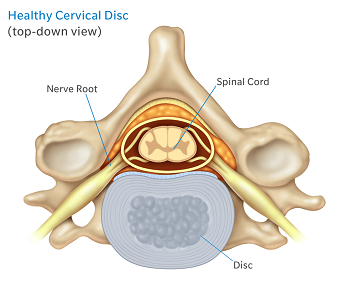 Healthy Cervical Disc
(top-down view)
Nerve Root
Spinal Cord
Disc